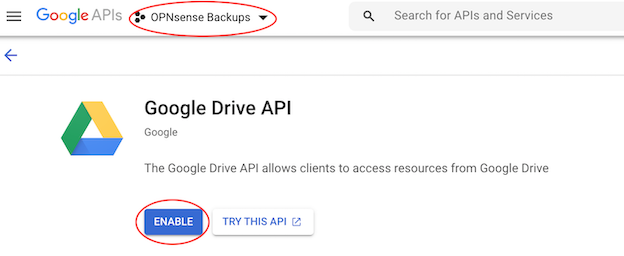 Google APIs OPNsense Backups Search for APIs and Services
Google Drive API
Google
The Google Drive API allows clients to access resources from Google Drive
ENABLE TRY THIS API